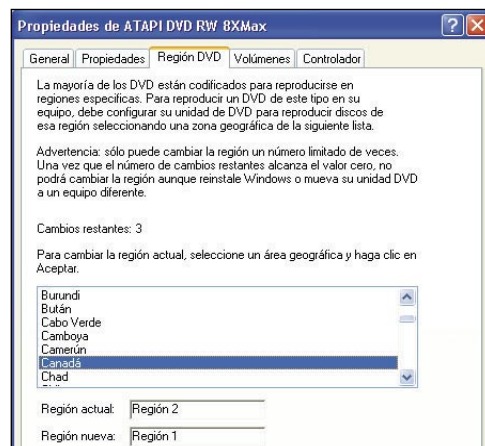 Propiedades de ATAPI DVD RW 8XMax
General Propiedades Región DVD Volúmenes Controlador
La mayoría de los DVD están codificados para reproducirse en
regiones especificas. Para reproducir un DVD de este tipo en su
equipo, debe configurar su unidad de DVD para reproducir discos de
esa región seleccionando una zona geográfica de la siguiente lista.
Advertencia: sólo puede cambiar la región un número limitado de veces.
Una vez que el número de cambios restantes alcanza el valor cero, no
podrá cambiar la región aunque reinstale Windows o mueva su unidad DVD
a un equipo diferente.
Cambios restantes: 3
Para cambiar la región actual, seleccione un área geográfica y haga clic en
Aceptar.
Burundi
Bután
Cabo Verde
Camboya
Camerún
Canadá
Chad
Región actual: Región 2
Región nueva: Región 1